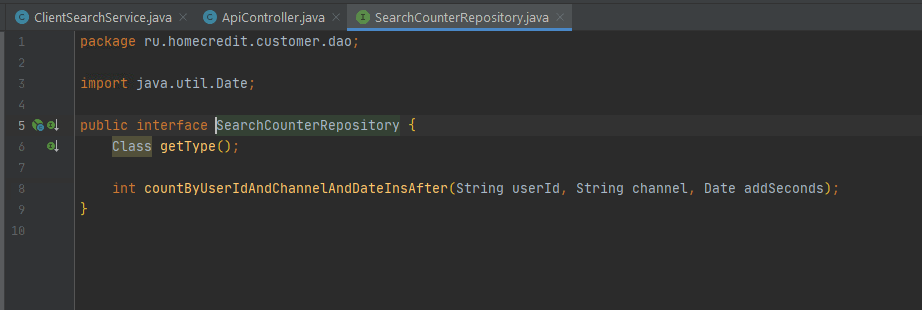 ClientSearchService.java ApiController.java SearchCounterRepository.java
1 package ru.homecredit.customer.dao;
2
3 import java.util.Date;
4
5 public interface SearchCounterRepository {
6 Class getType();
7
8 int countByUserIdAndChannelAndDateInsAfter(String userId, String channel, Date addSeconds);
9 }
10